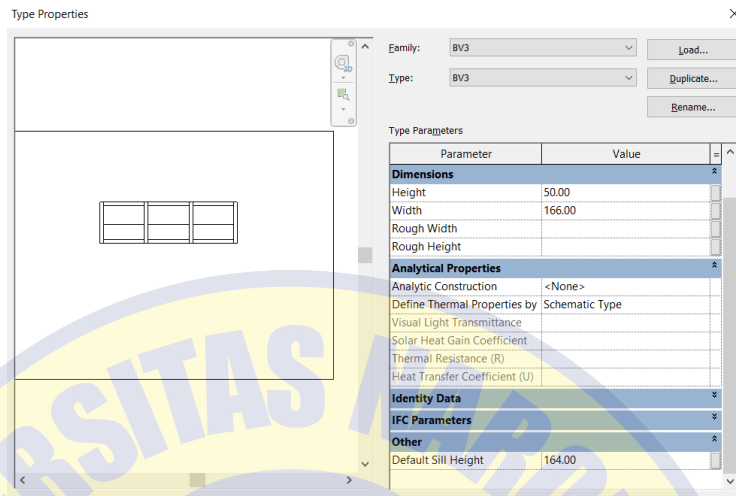 Type Properties
2D
Family: BV3 Load...
Type: BV3 Duplicate...
Rename...
Type Parameters
Parameter Value =
Dimensions
Height 50.00
Width 166.00
Rough Width
Rough Height
Analytical Properties
Analytic Construction <None>
Define Thermal Properties by Schematic Type
Visual Light Transmittance
Solar Heat Gain Coefficient
Thermal Resistance (R)
Heat Transfer Coefficient (U)
Identity Data
IFC Parameters
Other
Default Sill Height 164.00
RSITAS NA